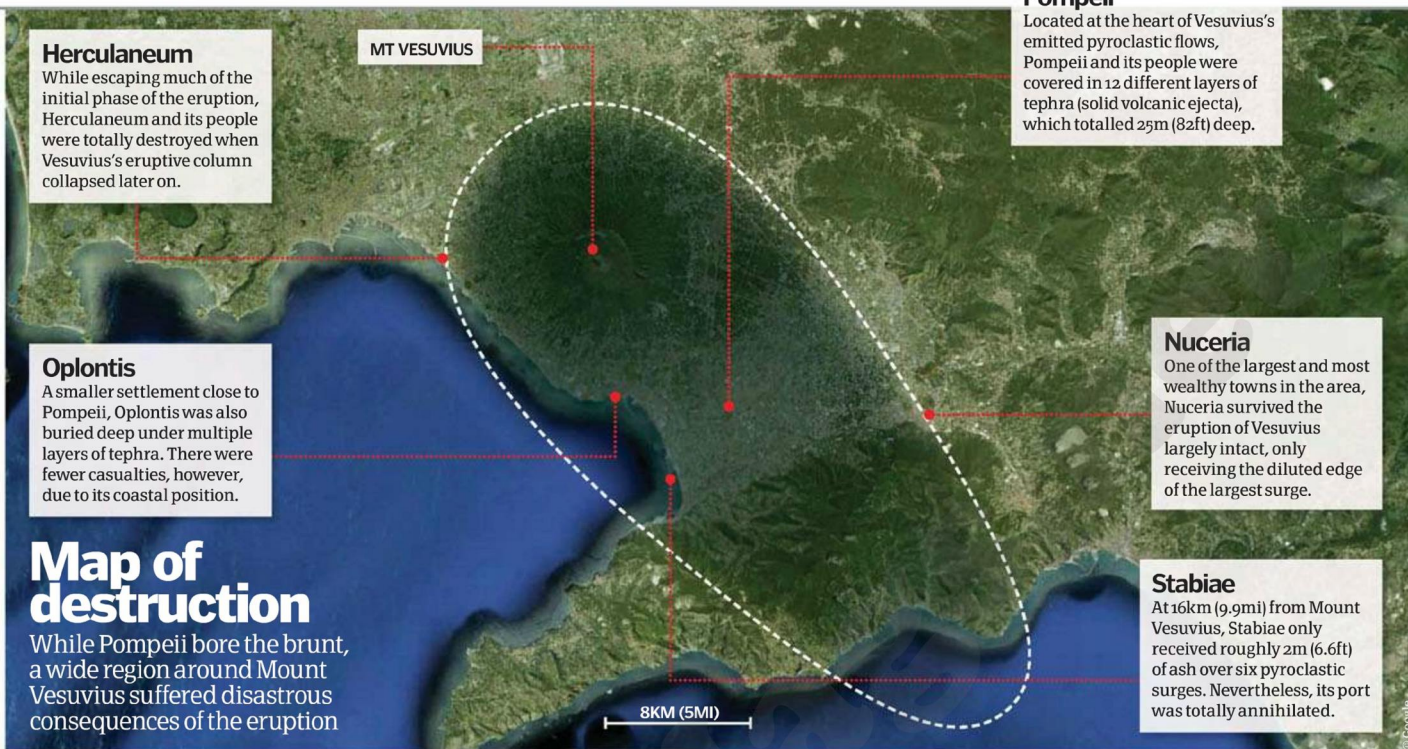 Herculaneum
While escaping much of the
initial phase of the eruption,
Herculaneum and its people
were totally destroyed when
Vesuvius's eruptive column
collapsed later on.
MT VESUVIUS
Pompeii
Located at the heart of Vesuvius's
emitted pyroclastic flows,
Pompeii and its people were
covered in 12 different layers of
tephra (solid volcanic ejecta),
which totalled 25m (82ft) deep.
Oplontis
A smaller settlement close to
Pompeii, Oplontis was also
buried deep under multiple
layers of tephra. There were
fewer casualties, however,
due to its coastal position.
Nuceria
One of the largest and most
wealthy towns in the area,
Nuceria survived the
eruption of Vesuvius
largely intact, only
receiving the diluted edge
of the largest surge.
Map of
destruction
While Pompeii bore the brunt,
a wide region around Mount
Vesuvius suffered disastrous
consequences of the eruption
Stabiae
At 16km (9.9mi) from Mount
Vesuvius, Stabiae only
received roughly 2m (6.6ft)
of ash over six pyroclastic
surges. Nevertheless, its port
was totally annihilated.
8KM (5MI)